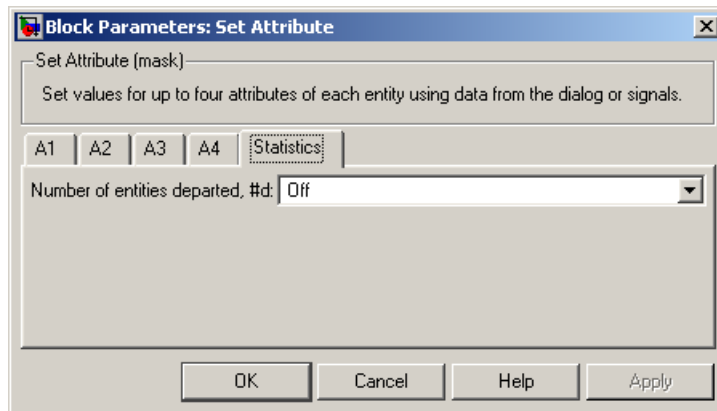 Block Parameters: Set Attribute
Set Attribute (mask)
Set values for up to four attributes of each entity using data from the dialog or signals.
A1 A2 A3 A4 Statistics
Number of entities departed, #d: Off
OK Cancel Help Apply